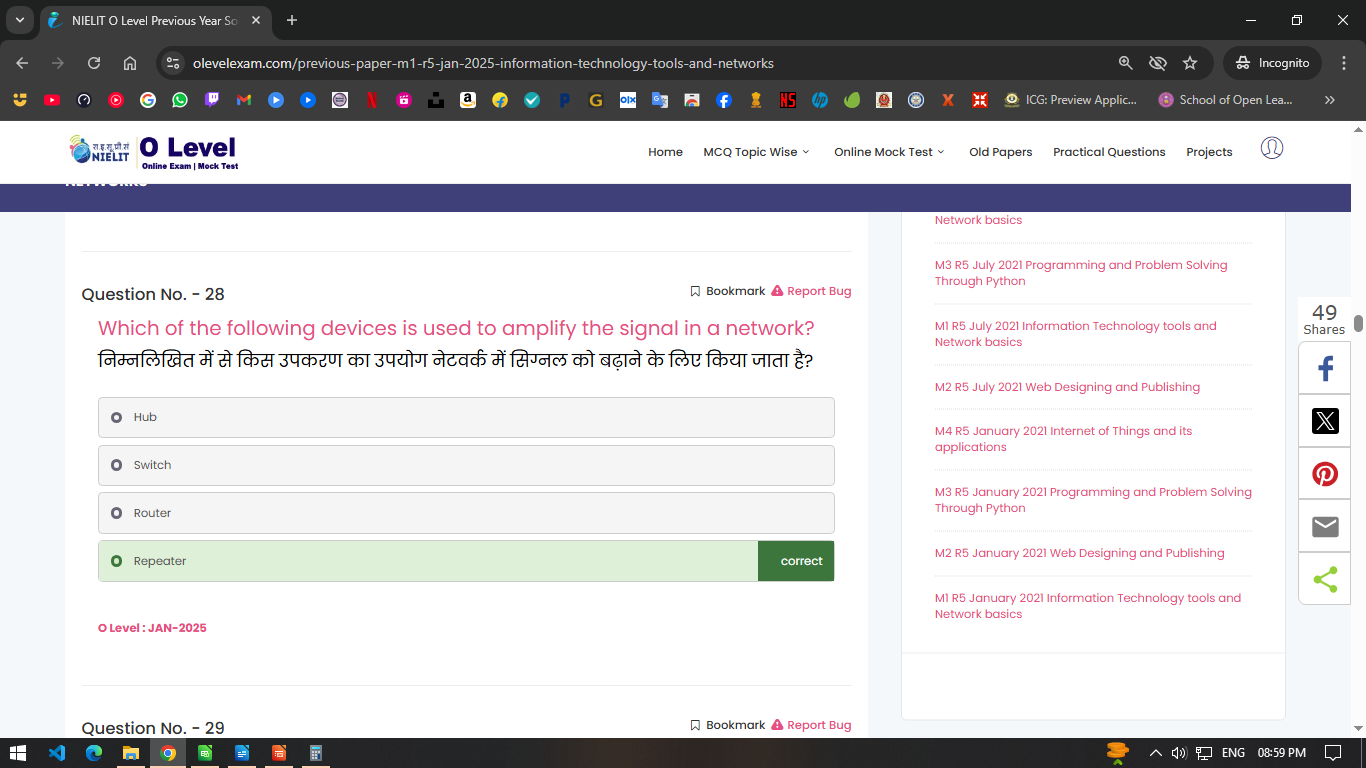 NIELIT O Level Previous Year So
olevelexam.com/previous-paper-m1-r5-jan-2025-information-technology-tools-and-networks
Incognito
ICG: Preview Applic...
School of Open Lea...
NIELIT
O Level
Online Exam | Mock Test
Home
MCQ Topic Wise
Online Mock Test
Old Papers
Practical Questions
Projects
NETWORKS
Question No. - 28
Bookmark
Report Bug
Which of the following devices is used to amplify the signal in a network?
निम्नलिखित में से किस उपकरण का उपयोग नेटवर्क में सिग्नल को बढ़ाने के लिए किया जाता है?
Hub
Switch
Router
Repeater
correct
O Level : JAN-2025
Question No. - 29
Bookmark
Report Bug
Network basics
M3 R5 July 2021 Programming and Problem Solving
Through Python
M1 R5 July 2021 Information Technology tools and
Network basics
M2 R5 July 2021 Web Designing and Publishing
M4 R5 January 2021 Internet of Things and its
applications
M3 R5 January 2021 Programming and Problem Solving
Through Python
M2 R5 January 2021 Web Designing and Publishing
M1 R5 January 2021 Information Technology tools and
Network basics
49
Shares
ENG
08:59 PM